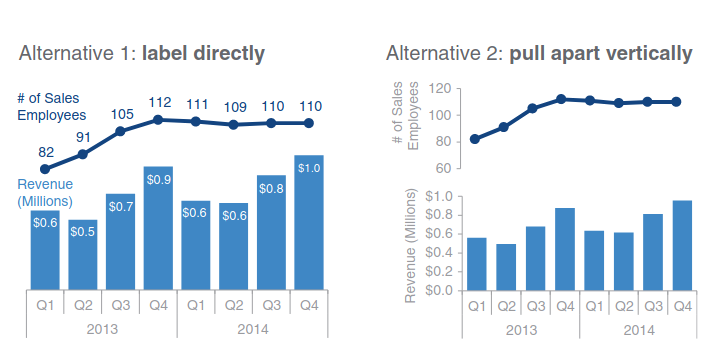 Alternative 1: label directly
# of Sales
Employees
82
91
105
112
111
109
110
110
Revenue
(Millions)
$0.6
$0.5
$0.7
$0.9
$0.6
$0.6
$0.8
$1.0
Q1
Q2
Q3
Q4
Q1
Q2
Q3
Q4
2013
2014
Alternative 2: pull apart vertically
# of Sales
Employees
120
100
80
60
Revenue (Millions)
$1.0
$0.8
$0.6
$0.4
$0.2
$0.0
Q1
Q2
Q3
Q4
Q1
Q2
Q3
Q4
2013
2014